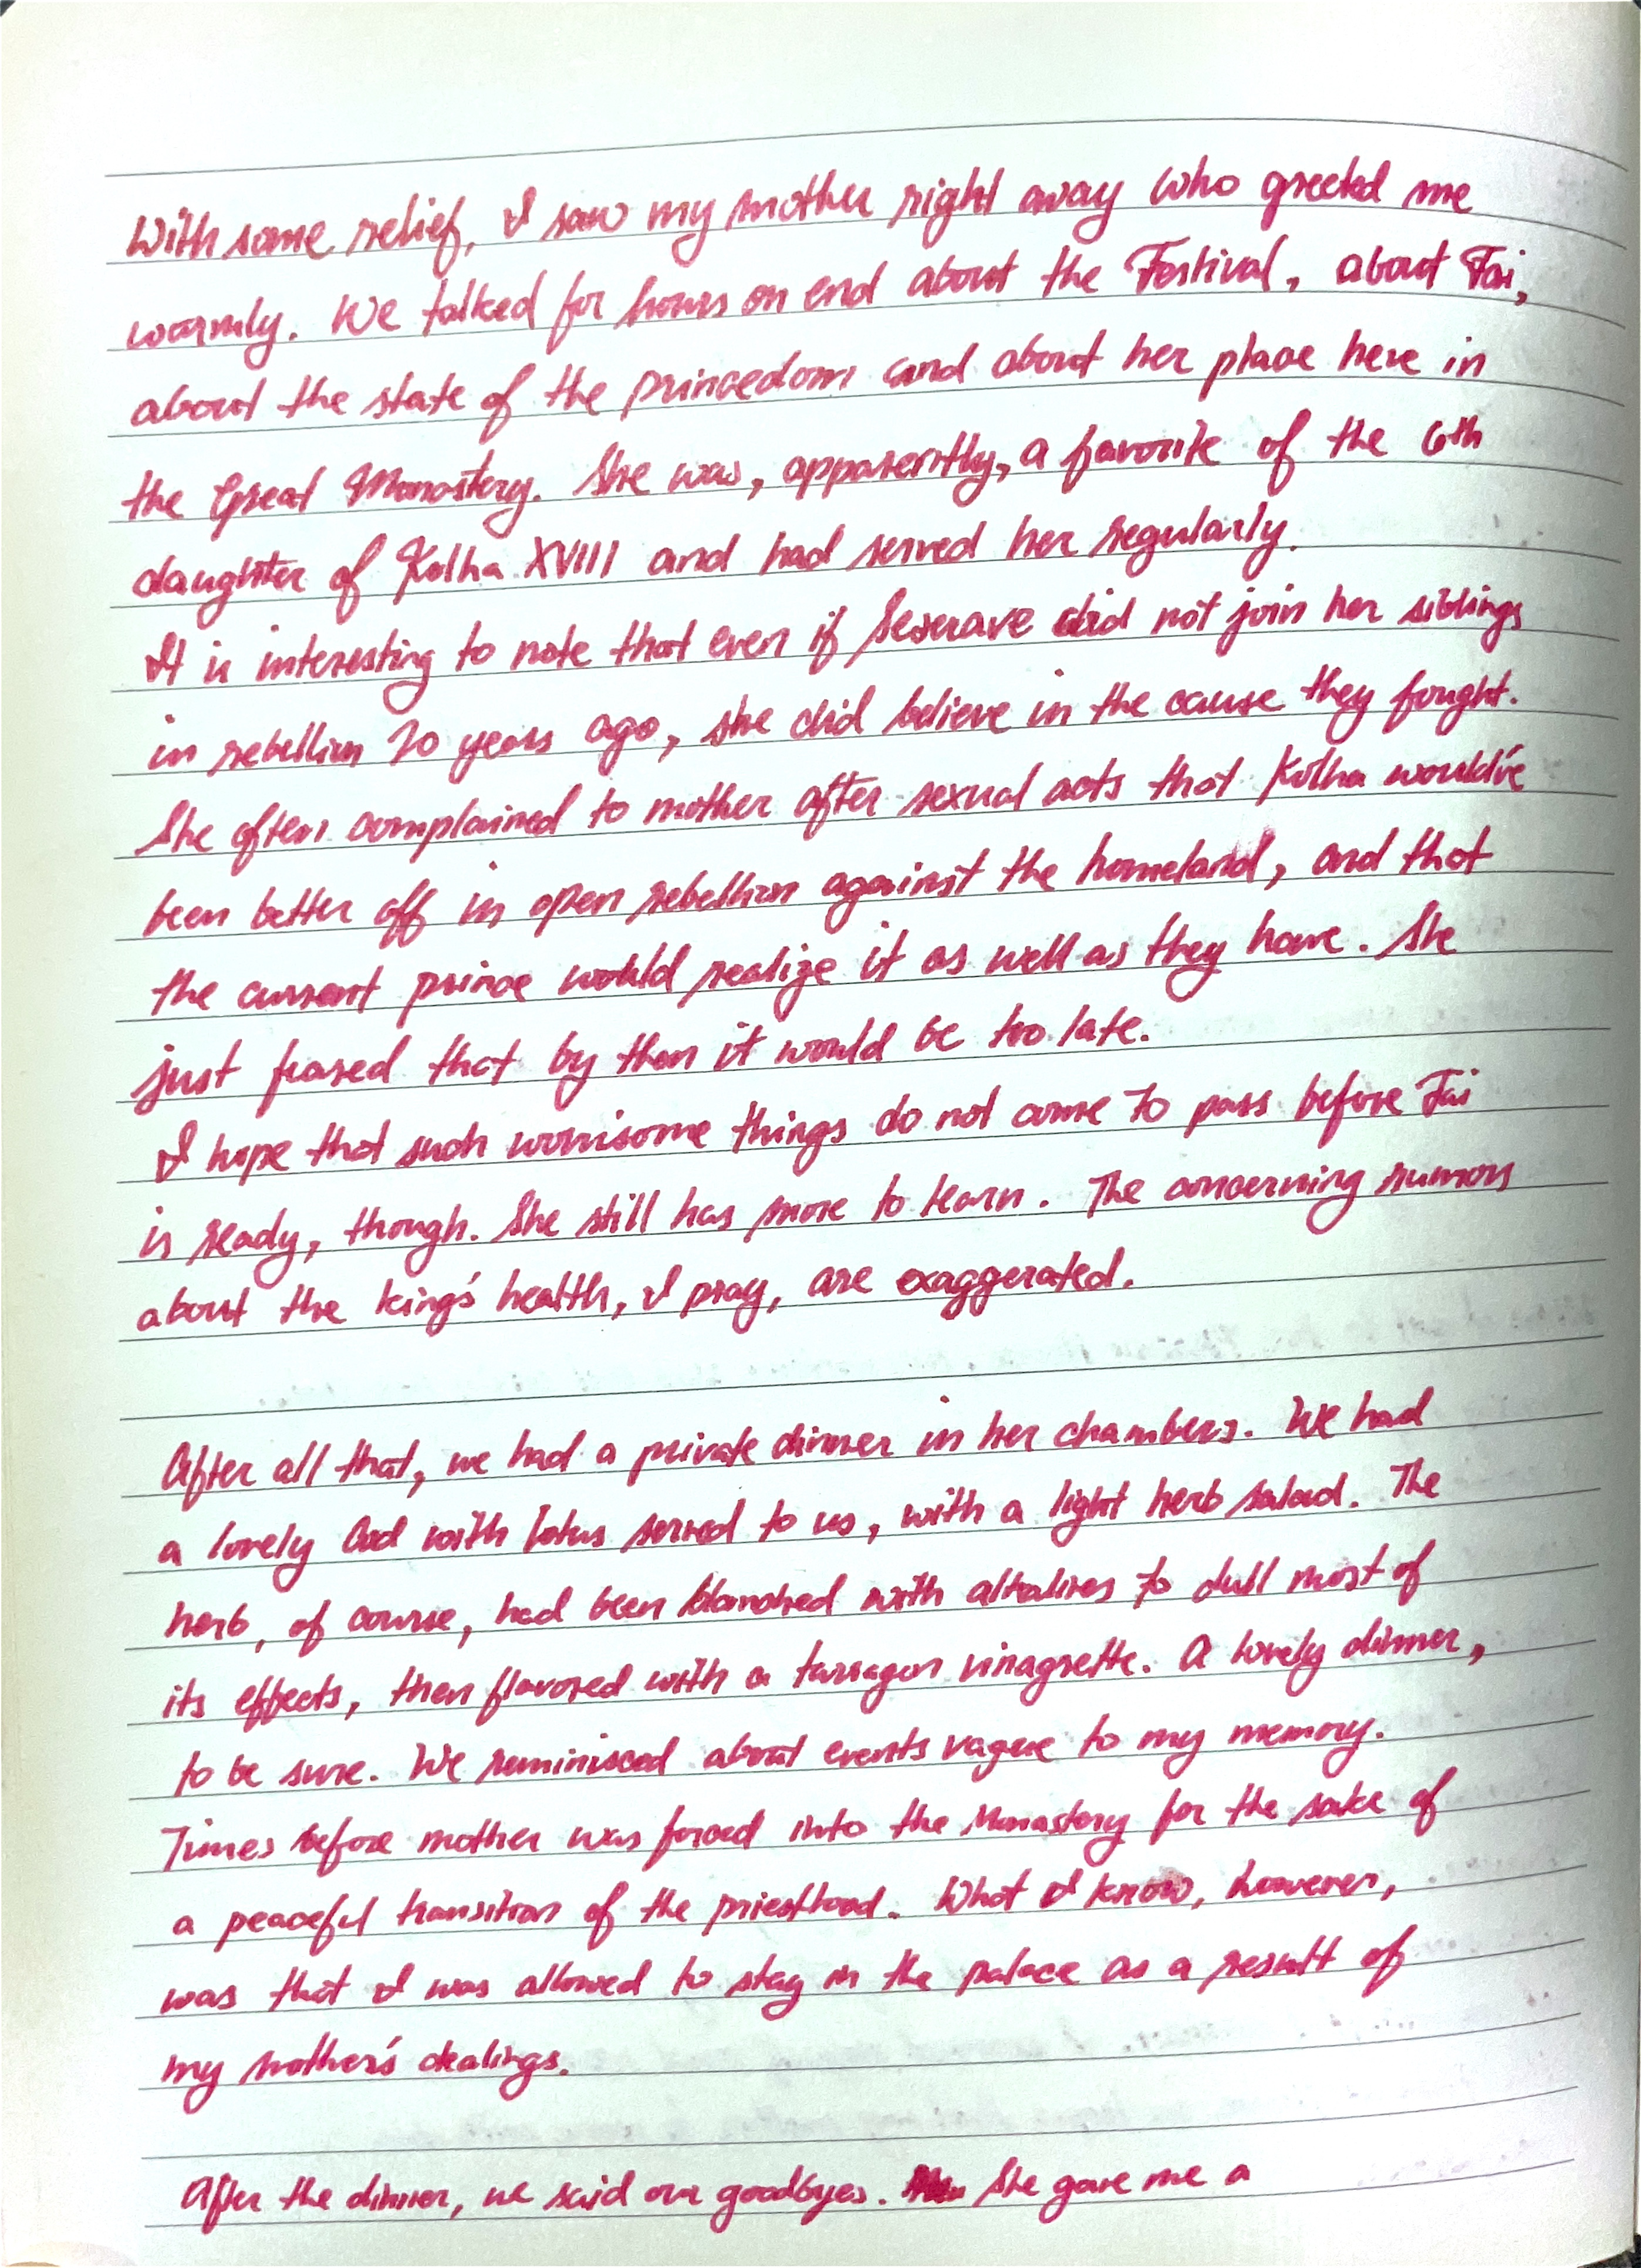 With some relief, I saw my mother right away who greeted me
warmly. We talked for hours on end about the Festival, about Fai,
about the state of the princedom and about her place here in
the Great Monastery. She was, apparently, a favorite of the 6th
daughter of Kolha XVIII and had served her regularly.
It is interesting to note that even if Seserave did not join her siblings
in rebellion 20 years ago, she did believe in the cause they fought.
She often complained to mother after sexual acts that Kolha would've
been better off in open rebellion against the homeland, and that
the current prince would realize it as well as they have. She
just feared that by then it would be too late.
I hope that such worrisome things do not come to pass before Fai
is ready, though. She still has more to learn. The concerning rumors
about the king's health, I pray, are exaggerated.
After all that, we had a private dinner in her chambers. We had
a lovely Cod with lotus served to us, with a light herb salad. The
herb, of course, had been blanched with alkalines to dull most of
its effects, then flavored with a tarragon vinagrette. A lovely dinner,
to be sure. We reminisced about events vague to my memory.
Times before mother was forced into the Monastery for the sake of
a peaceful transition of the priesthood. What I know, however,
was that I was allowed to stay in the palace as a result of
my mother's dealings.
After the dinner, we said our goodbyes. She gave me a